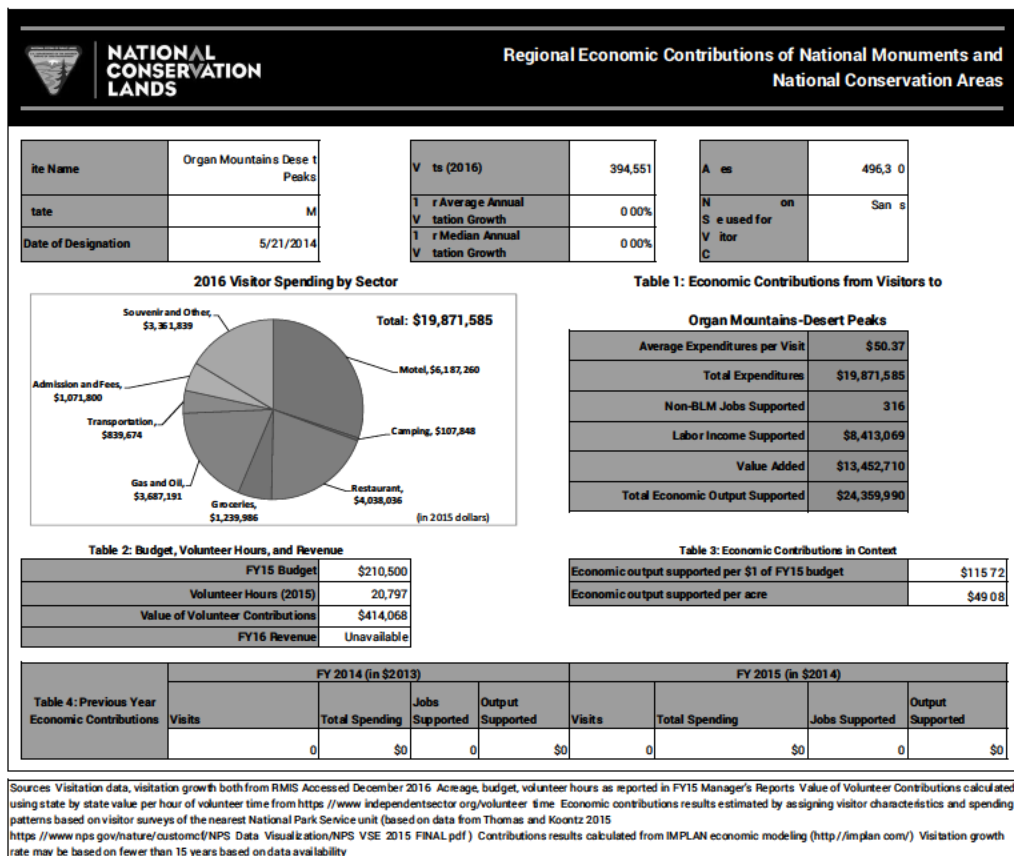 NATIONAL
CONSERVATION
LANDS
Regional Economic Contributions of National Monuments and
National Conservation Areas
ite Name
Organ Mountains Dese t
Peaks
tate
M
Date of Designation
5/21/2014
V ts (2016)
394,551
1 r Average Annual
V tation Growth
0 00%
1 r Median Annual
V tation Growth
0 00%
A es
496,3 0
N on
S e used for
V itor
C
San s
2016 Visitor Spending by Sector
Total: $19,871,585
Souvenir and Other,
$3,361,839
Admission and Fees,
$1,071,800
Transportation,
$839,674
Gas and Oil,
$3,687,191
Groceries,
$1,239,986
Motel, $6,187,260
Camping, $107,848
Restaurant,
$4,038,036
(in 2015 dollars)
Table 1: Economic Contributions from Visitors to
Organ Mountains-Desert Peaks
Average Expenditures per Visit $50.37
Total Expenditures $19,871,585
Non-BLM Jobs Supported 316
Labor Income Supported $8,413,069
Value Added $13,452,710
Total Economic Output Supported $24,359,990
Table 2: Budget, Volunteer Hours, and Revenue
FY15 Budget $210,500
Volunteer Hours (2015) 20,797
Value of Volunteer Contributions $414,068
FY16 Revenue Unavailable
Table 3: Economic Contributions in Context
Economic output supported per $1 of FY15 budget $115 72
Economic output supported per acre $49 08
Table 4: Previous Year
Economic Contributions
FY 2014 (in $2013) FY 2015 (in $2014)
Visits Total Spending Jobs Supported Output Supported Visits Total Spending Jobs Supported Output Supported
0 $0 0 $0 0 $0 0 $0
Sources Visitation data, visitation growth both from RMIS Accessed December 2016 Acreage, budget, volunteer hours as reported in FY15 Manager's Reports Value of Volunteer Contributions calculated
using state by state value per hour of volunteer time from https //www independentsector org/volunteer time Economic contributions results estimated by assigning visitor characteristics and spending
patterns based on visitor surveys of the nearest National Park Service unit (based on data from Thomas and Koontz 2015
https //www nps gov/nature/customcf/NPS Data Visualization/NPS VSE 2015 FINAL pdf ) Contributions results calculated from IMPLAN economic modeling (http //implan com/) Visitation growth
rate may be based on fewer than 15 years based on data availability